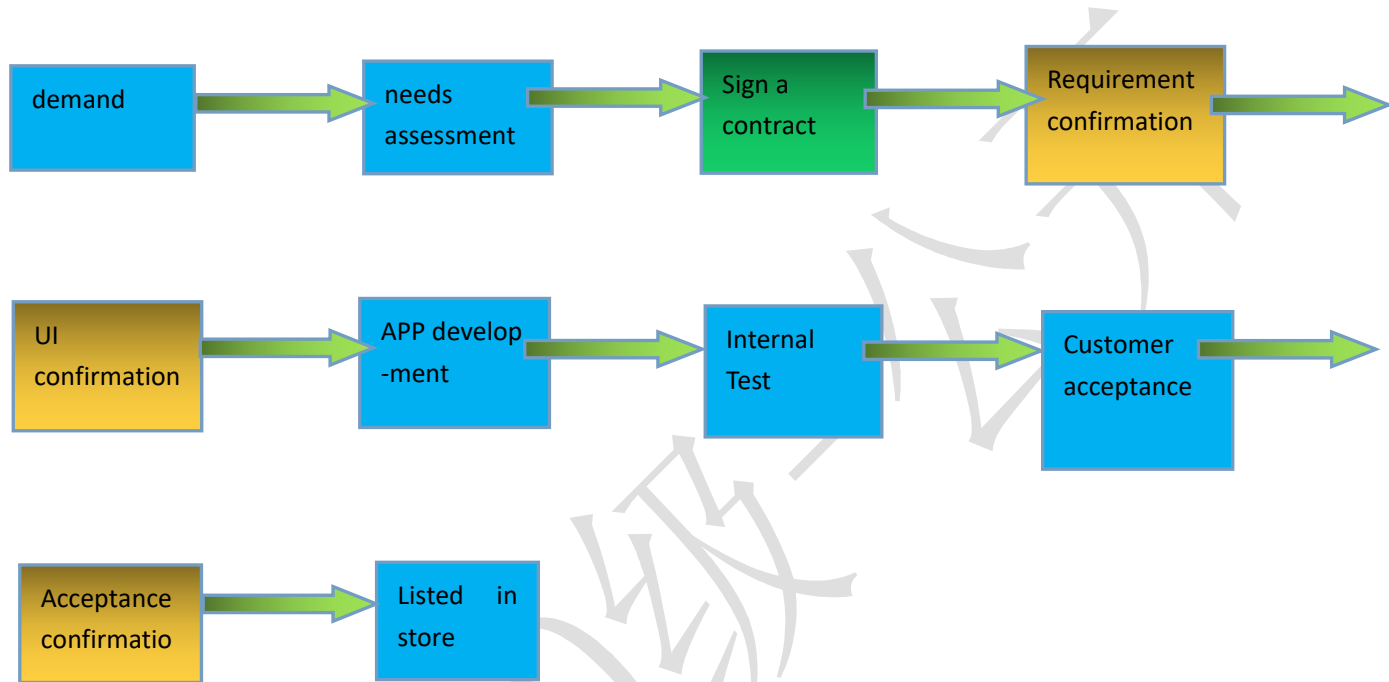 demand
needs
assessment
Sign a
contract
Requirement
confirmation
UI
confirmation
APP develop
-ment
Internal
Test
Customer
acceptance
Acceptance
confirmatio
Listed in
store